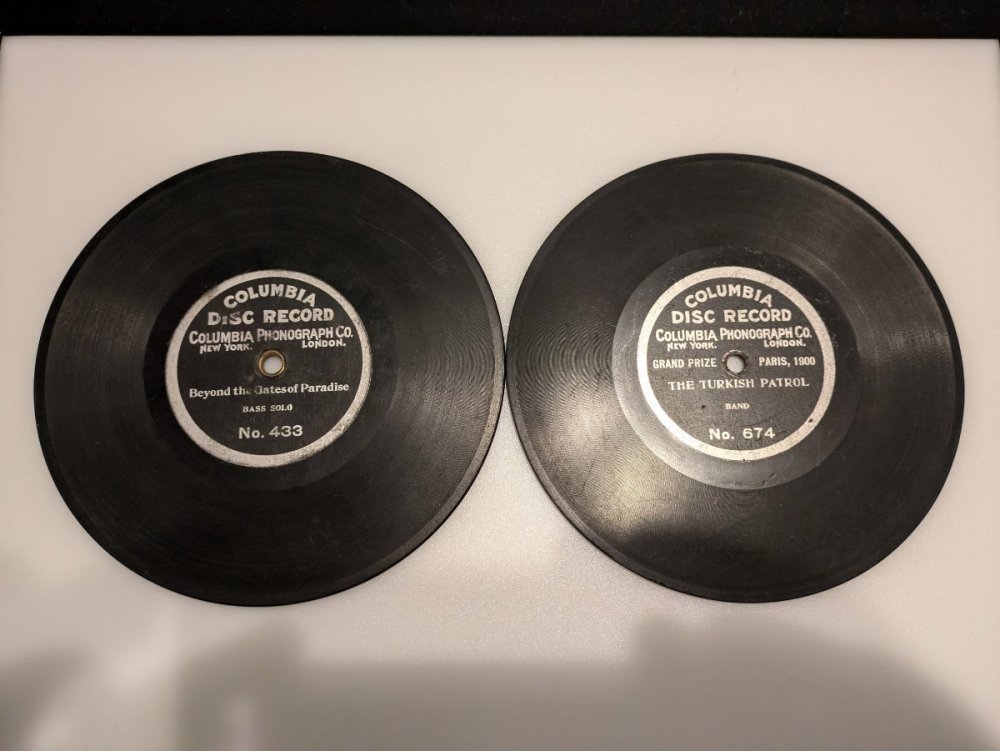 COLUMBIA
DISC RECORD
COLUMBIA PHONOGRAPH CO.
NEW YORK. LONDON.
Beyond the Gates of Paradise
BASS SOLO
No. 433
COLUMBIA
DISC RECORD
COLUMBIA PHONOGRAPH CO.
NEW YORK. LONDON.
GRAND PRIZE PARIS, 1900
THE TURKISH PATROL
BAND
No. 674